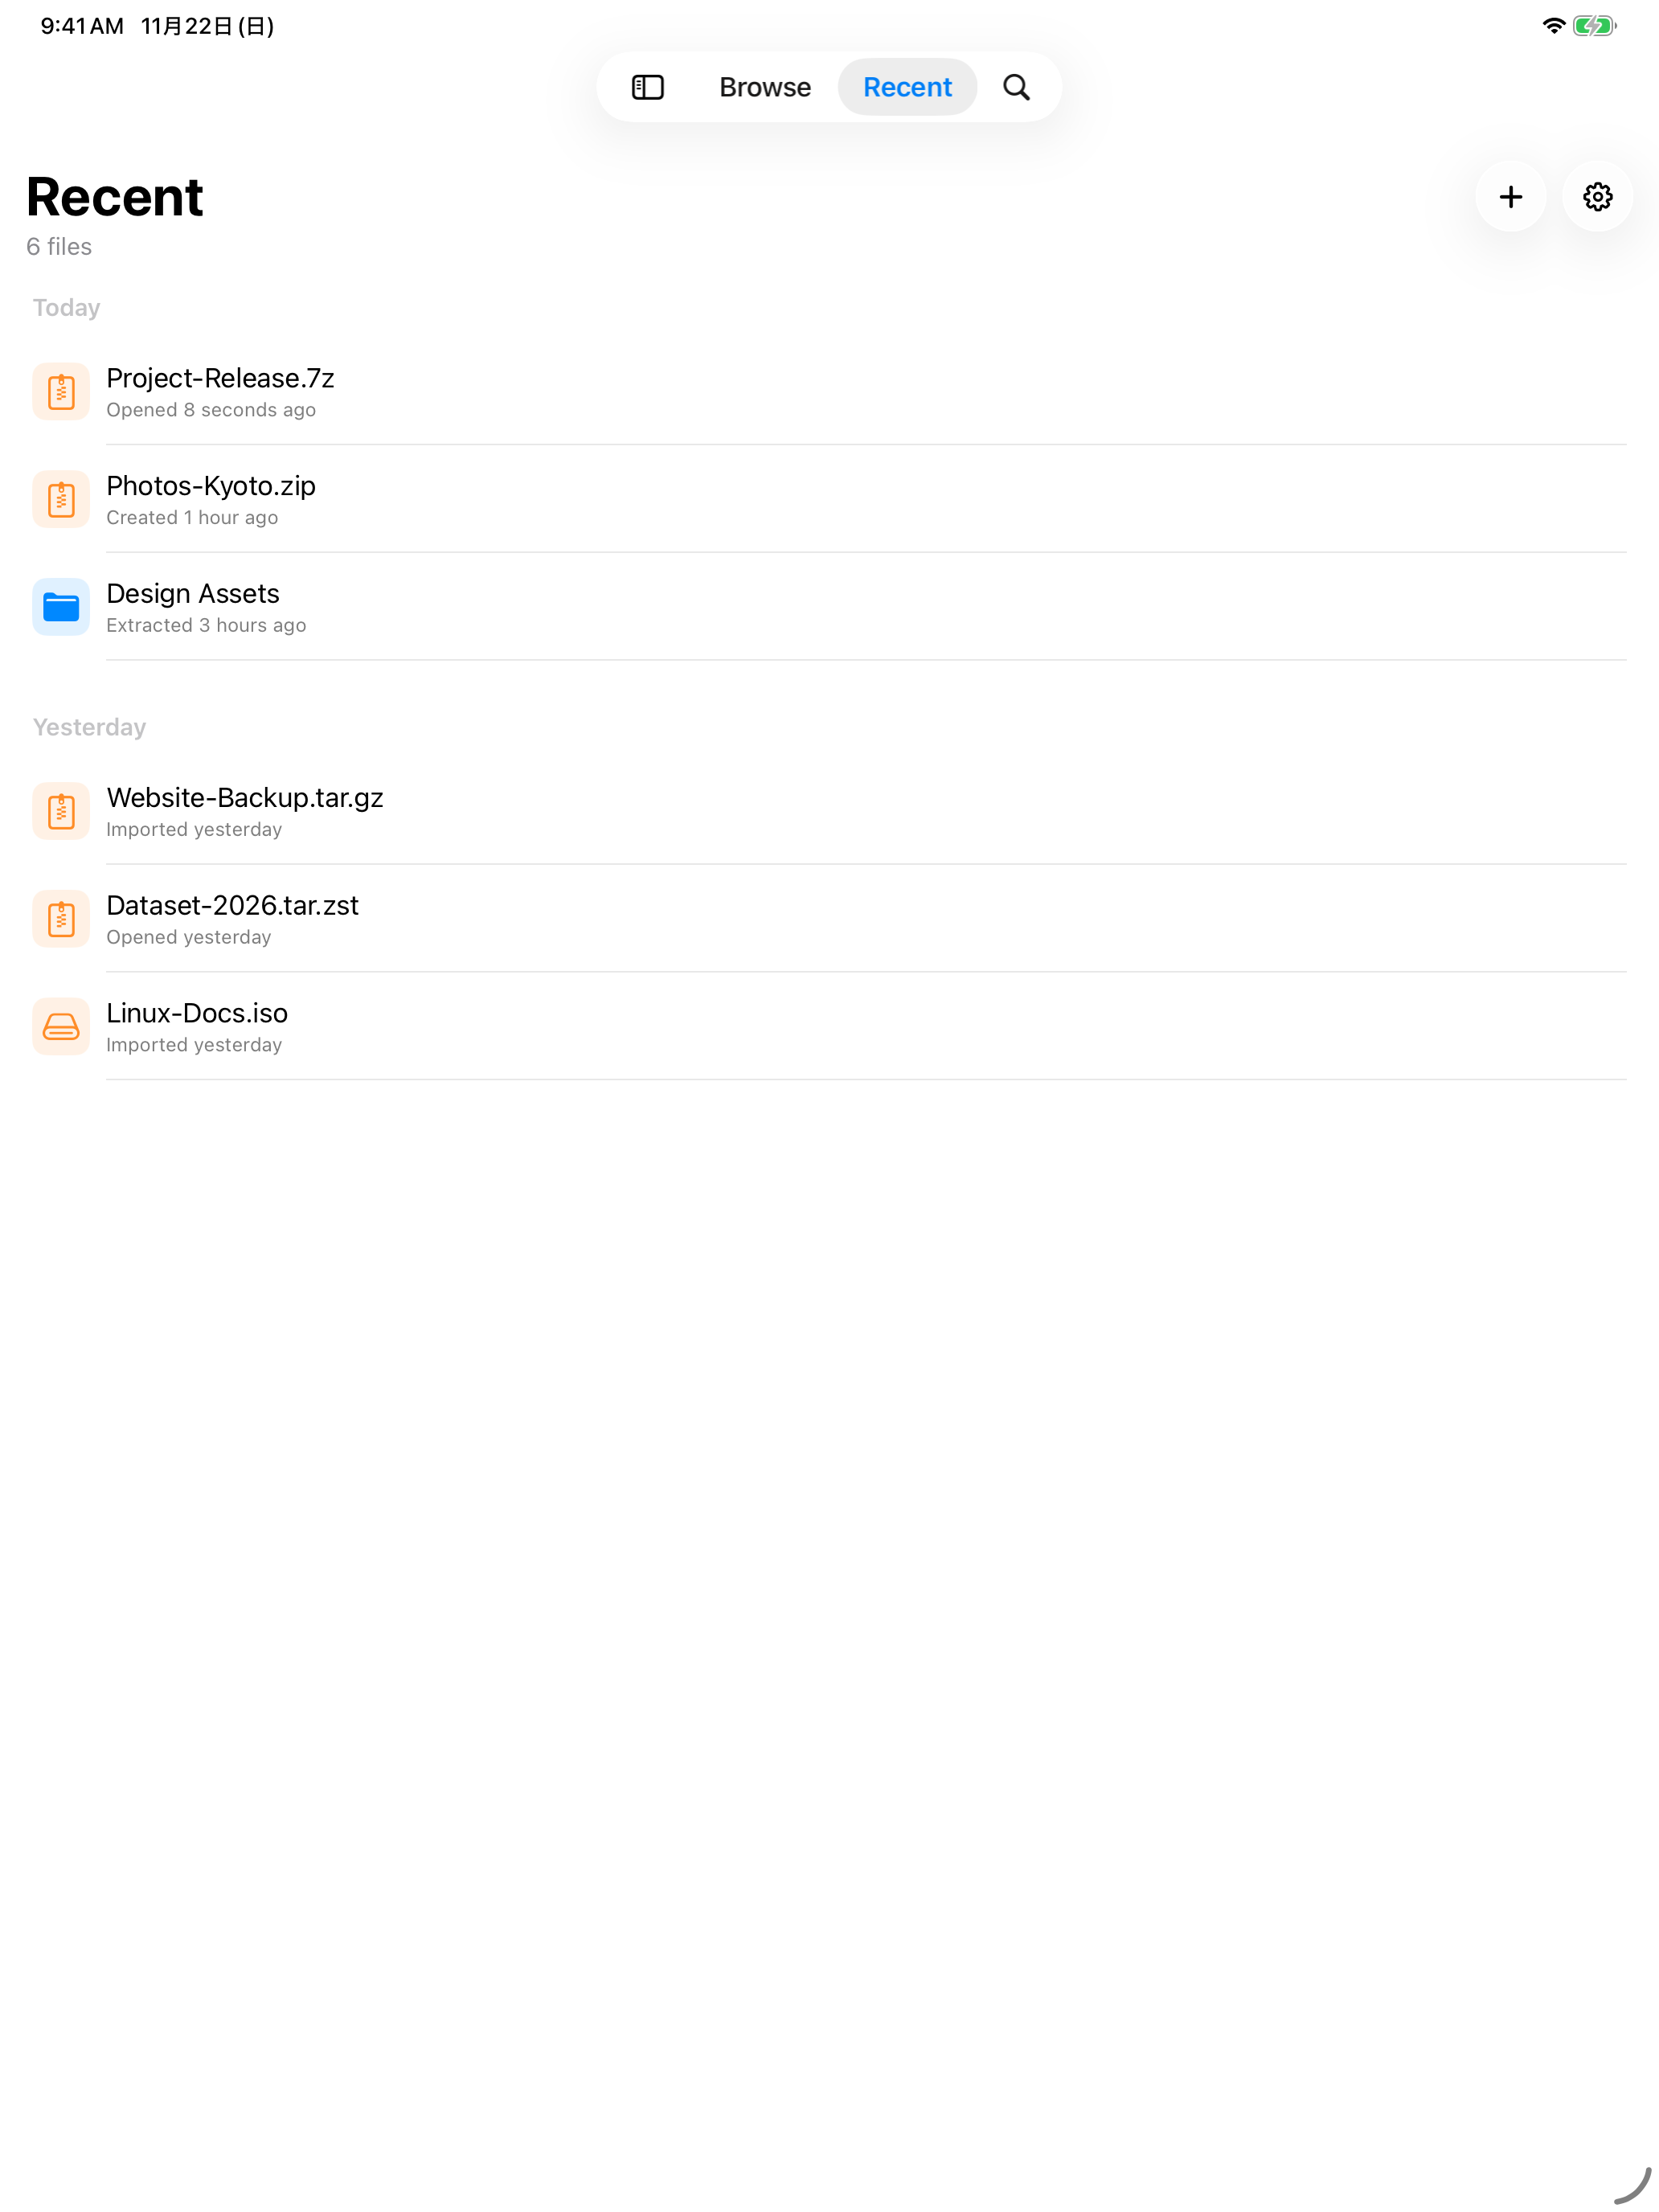 9:41 AM 11月22日(日)
Browse Recent
Recent
6 files
Today
Project-Release.7z
Opened 8 seconds ago
Photos-Kyoto.zip
Created 1 hour ago
Design Assets
Extracted 3 hours ago
Yesterday
Website-Backup.tar.gz
Imported yesterday
Dataset-2026.tar.zst
Opened yesterday
Linux-Docs.iso
Imported yesterday